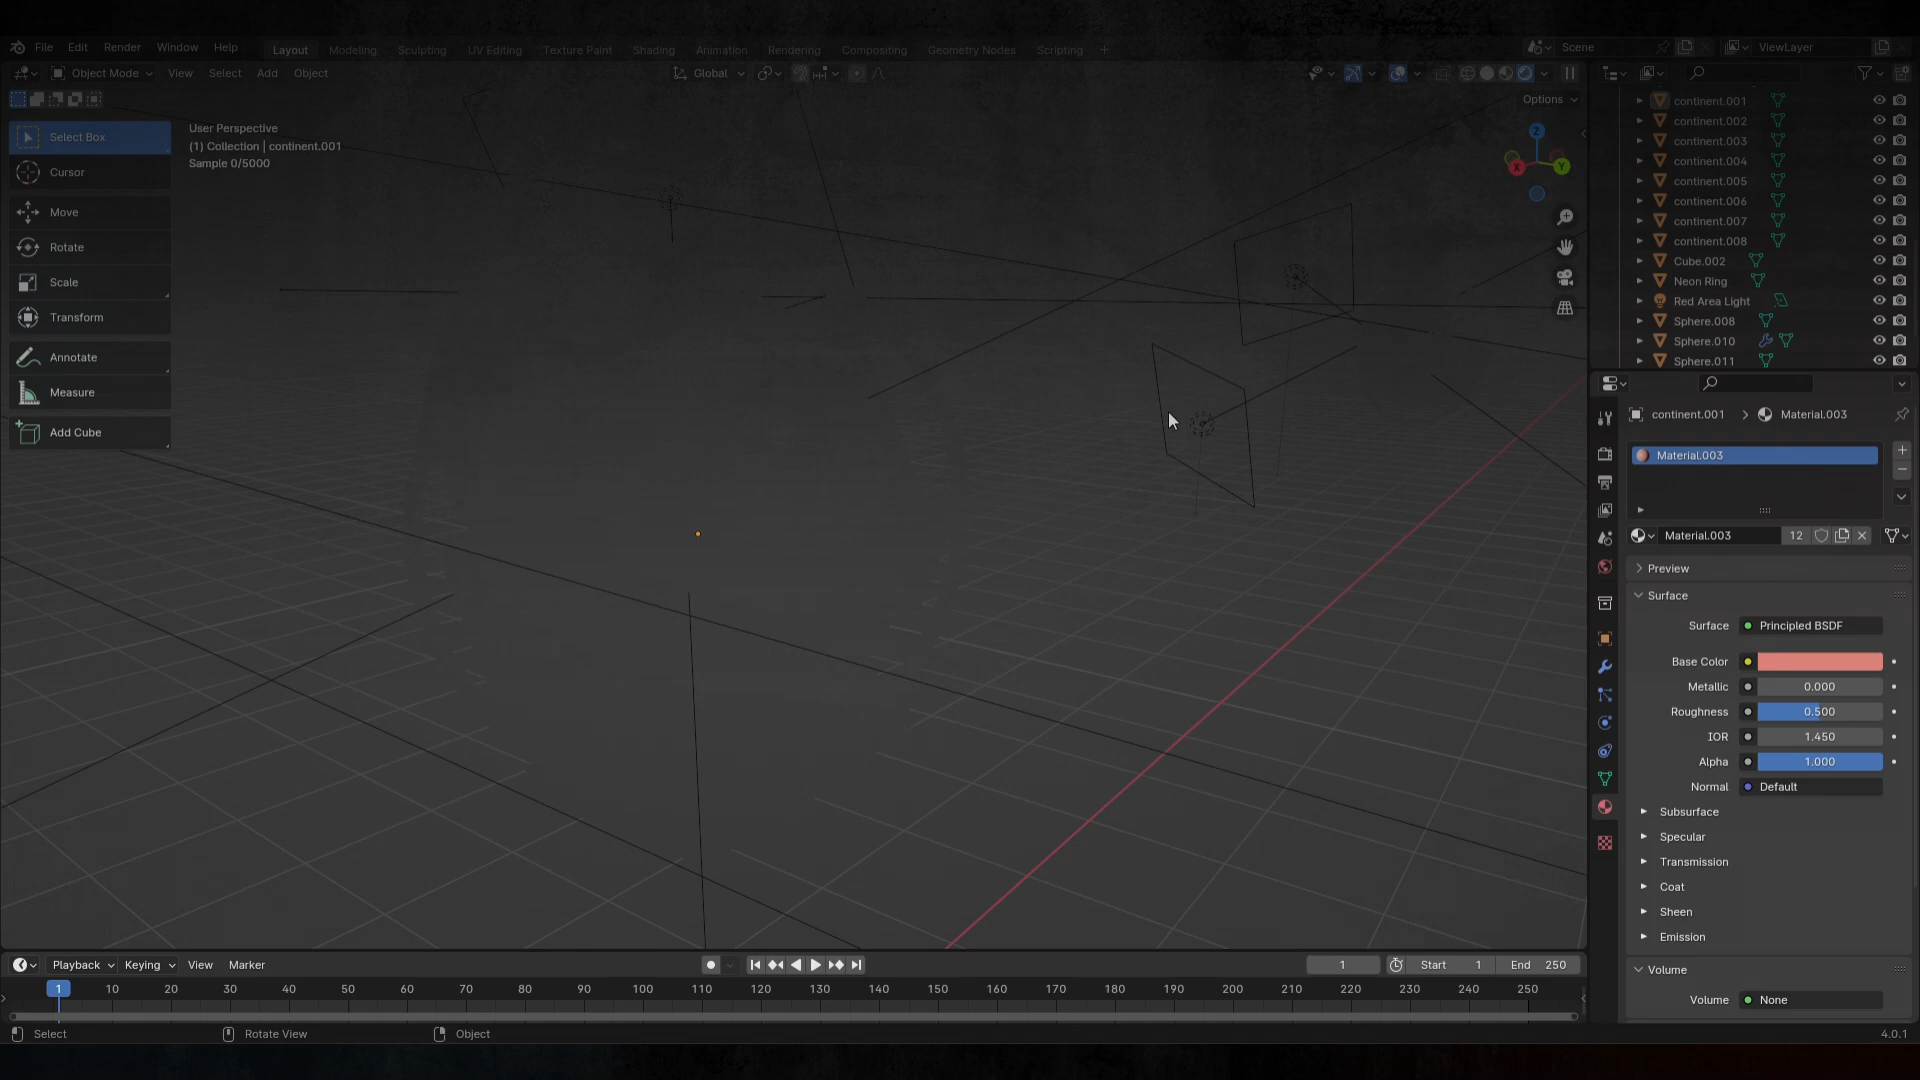 File Edit Render Window Help
Layout Modeling Sculpting UV Editing Texture Paint Shading Animation Rendering Compositing Geometry Nodes Scripting +
Scene
ViewLayer
Object Mode View Select Add Object
Global
Options
Select Box
Cursor
Move
Rotate
Scale
Transform
Annotate
Measure
Add Cube
User Perspective
(1) Collection | continent.001
Sample 0/5000
Z
X
Y
continent.001
continent.002
continent.003
continent.004
continent.005
continent.006
continent.007
continent.008
Cube.002
Neon Ring
Red Area Light
Sphere.008
Sphere.010
Sphere.011
continent.001 > Material.003
Material.003
Material.003 12
Preview
Surface
Surface Principled BSDF
Base Color
Metallic 0.000
Roughness 0.500
IOR 1.450
Alpha 1.000
Normal Default
Subsurface
Specular
Transmission
Coat
Sheen
Emission
Volume
Volume None
Playback Keying View Marker
1 Start 1 End 250
1 10 20 30 40 50 60 70 80 90 100 110 120 130 140 150 160 170 180 190 200 210 220 230 240 250
Select Rotate View Object
4.0.1